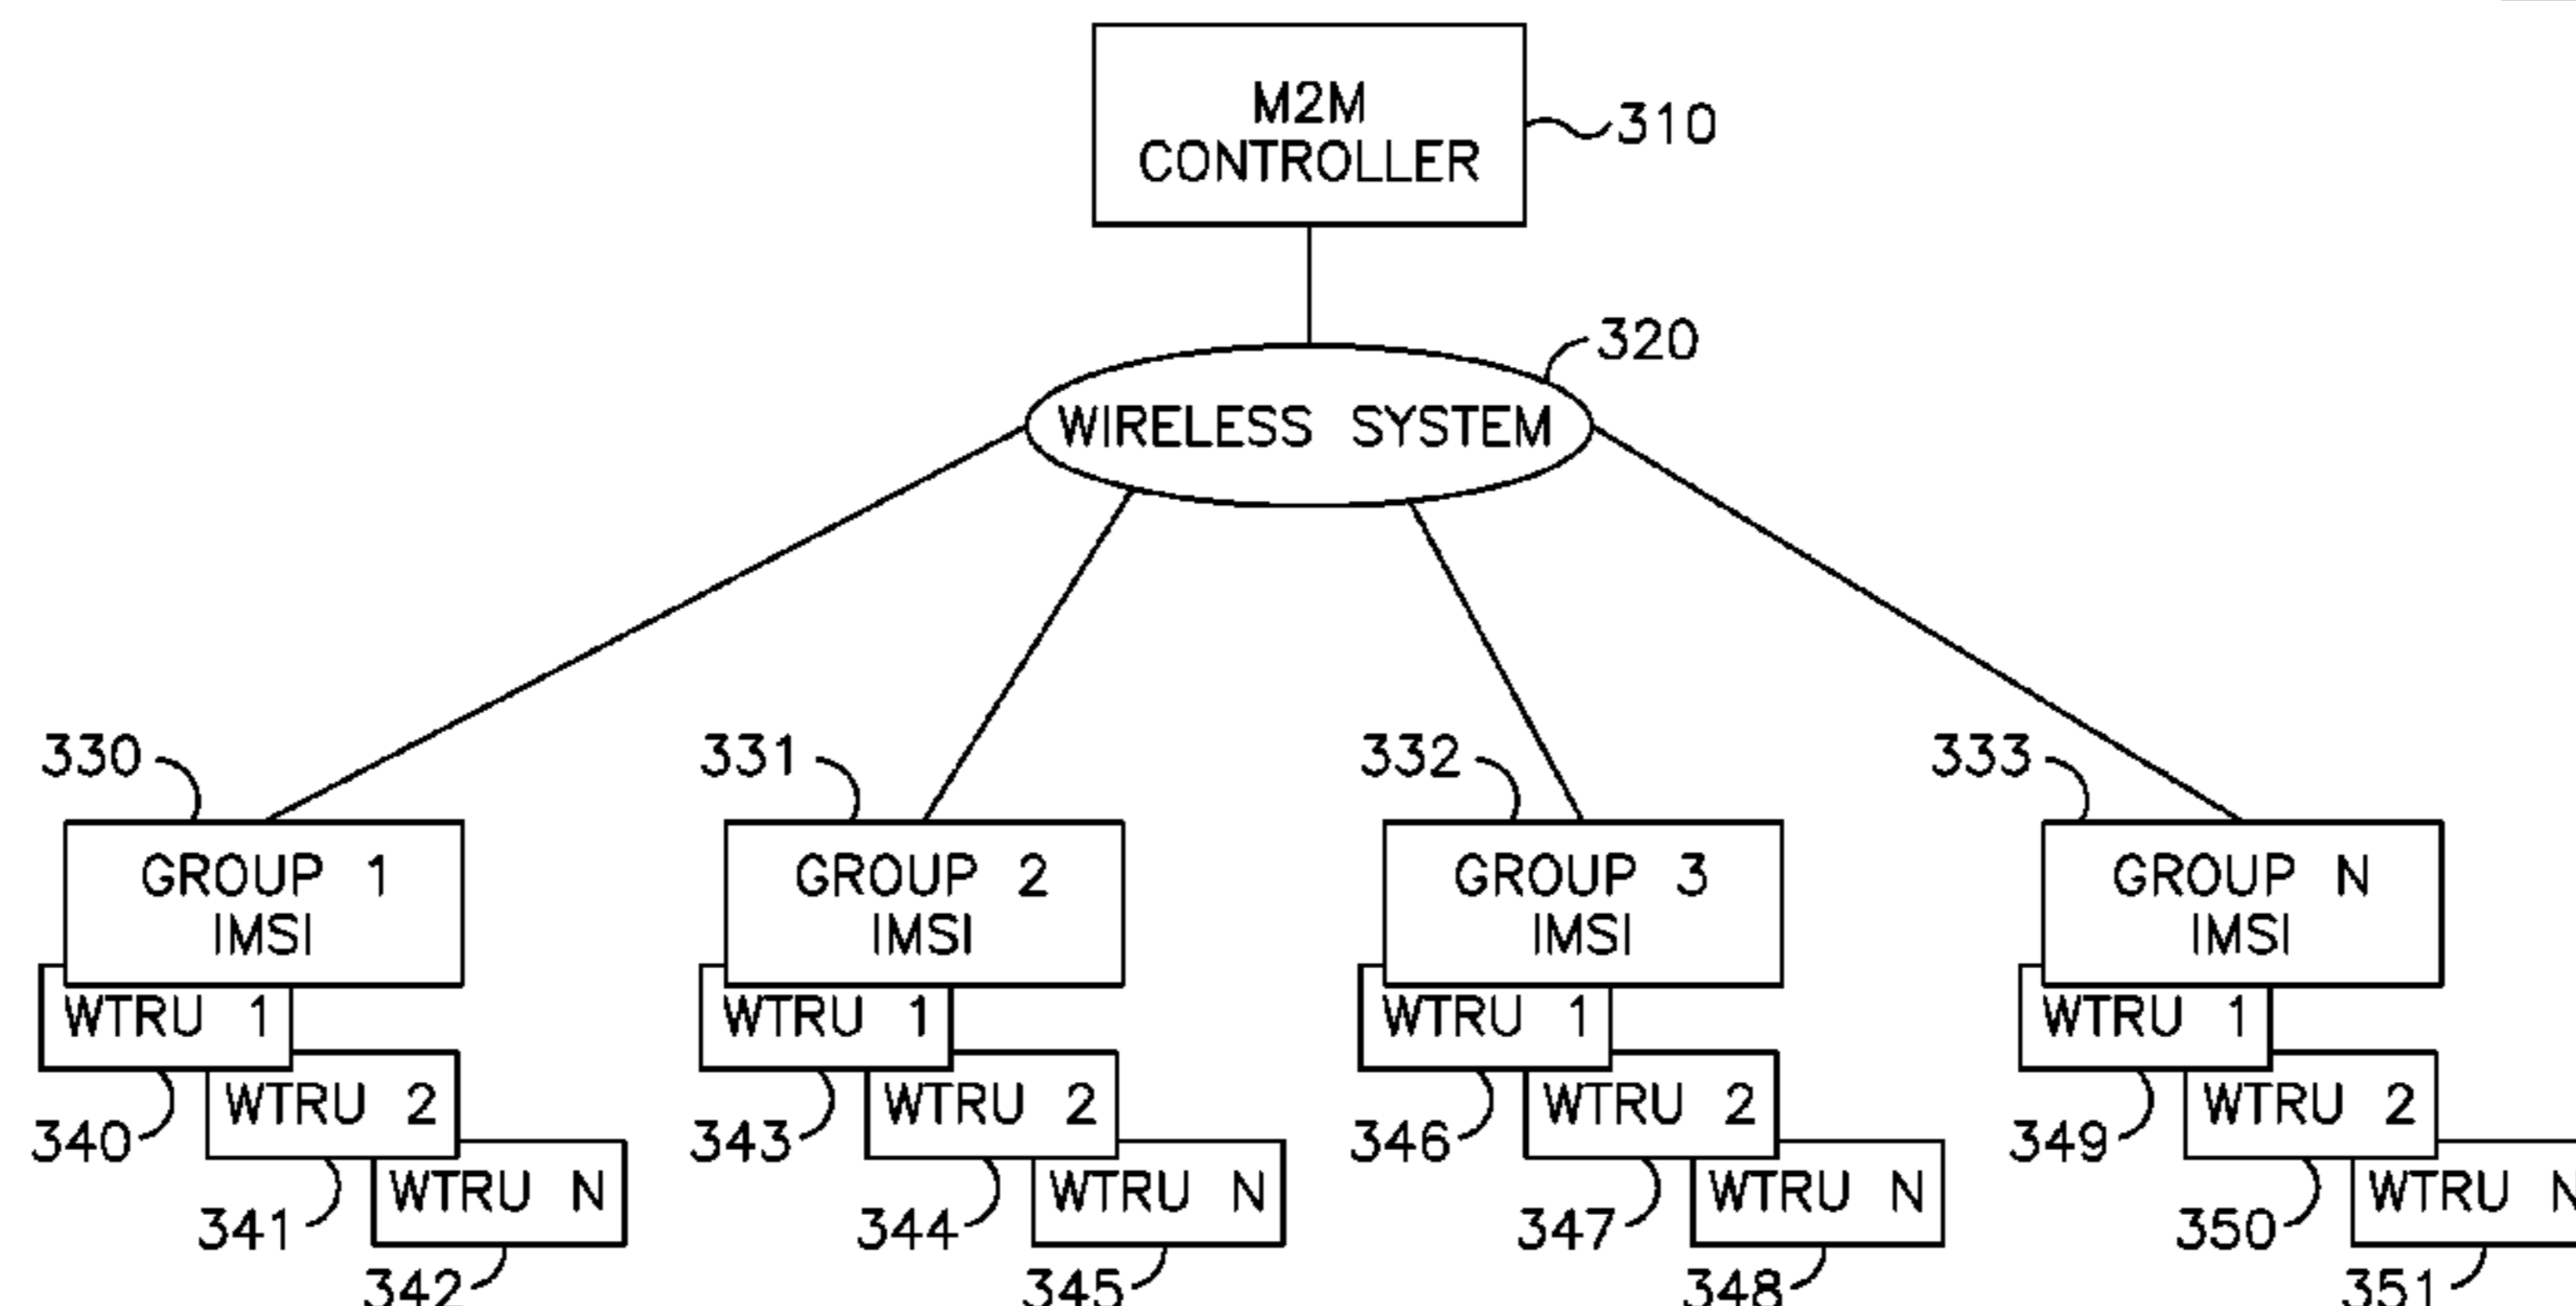 M2M
CONTROLLER
310
320
WIRELESS SYSTEM
330
331
332
333
GROUP 1
IMSI
GROUP 2
IMSI
GROUP 3
IMSI
GROUP N
IMSI
WTRU 1
WTRU 1
WTRU 1
WTRU 1
WTRU 2
WTRU 2
WTRU 2
WTRU 2
340
343
346
349
WTRU N
WTRU N
WTRU N
WTRU N
341
344
347
350
342
345
348
351